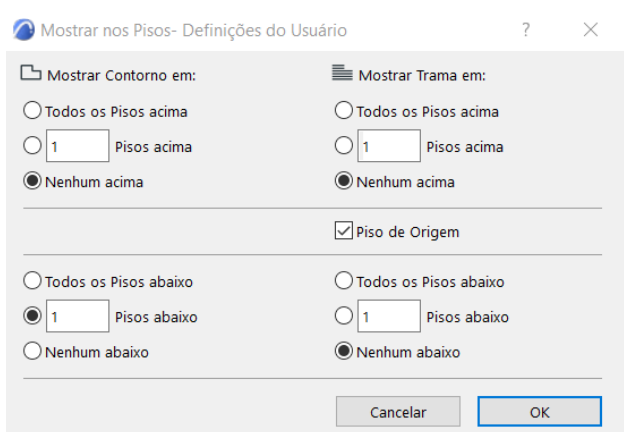 Mostrar nos Pisos- Definições do Usuário ?
Mostrar Contorno em:
Todos os Pisos acima
1 Pisos acima
Nenhum acima
Mostrar Trama em:
Todos os Pisos acima
1 Pisos acima
Nenhum acima
Piso de Origem
Todos os Pisos abaixo
1 Pisos abaixo
Nenhum abaixo
Todos os Pisos abaixo
1 Pisos abaixo
Nenhum abaixo
Cancelar
OK